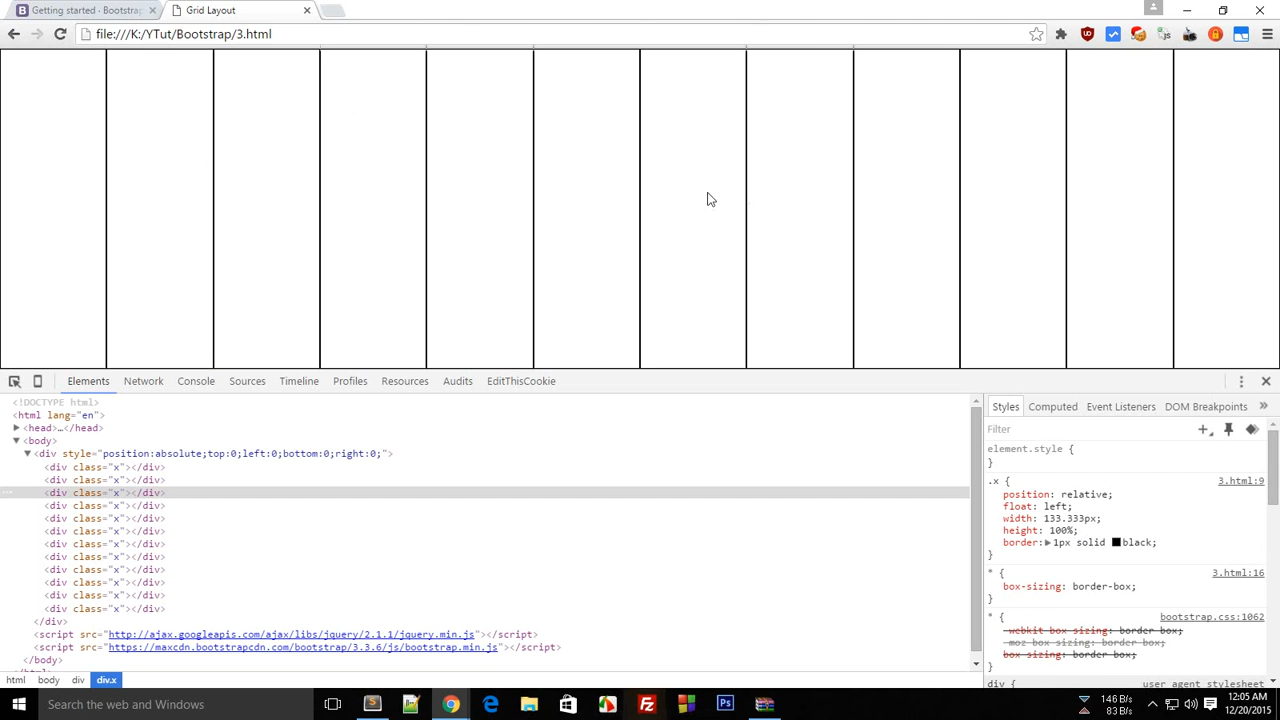 Getting started · Bootstrap
Grid Layout
file:///K:/YTut/Bootstrap/3.html
Elements Network Console Sources Timeline Profiles Resources Audits EditThisCookie
<!DOCTYPE html>
<html lang="en">
<head>…</head>
<body>
<div style="position:absolute;top:0;left:0;bottom:0;right:0;">
<div class="x"></div>
<div class="x"></div>
<div class="x"></div>
<div class="x"></div>
<div class="x"></div>
<div class="x"></div>
<div class="x"></div>
<div class="x"></div>
<div class="x"></div>
<div class="x"></div>
<div class="x"></div>
<div class="x"></div>
</div>
<script src="http://ajax.googleapis.com/ajax/libs/jquery/2.1.1/jquery.min.js"></script>
<script src="https://maxcdn.bootstrapcdn.com/bootstrap/3.3.6/js/bootstrap.min.js"></script>
</body>
html body div div.x
Styles Computed Event Listeners DOM Breakpoints
Filter
element.style {
}
.x { 3.html:9
position: relative;
float: left;
width: 133.333px;
height: 100%;
border: 1px solid black;
}
* { 3.html:16
box-sizing: border-box;
}
* { bootstrap.css:1062
-webkit-box-sizing: border-box;
-moz-box-sizing: border-box;
box-sizing: border-box;
}
div { user agent stylesheet
Search the web and Windows
146 B/s
83 B/s
12:05 AM
12/20/2015